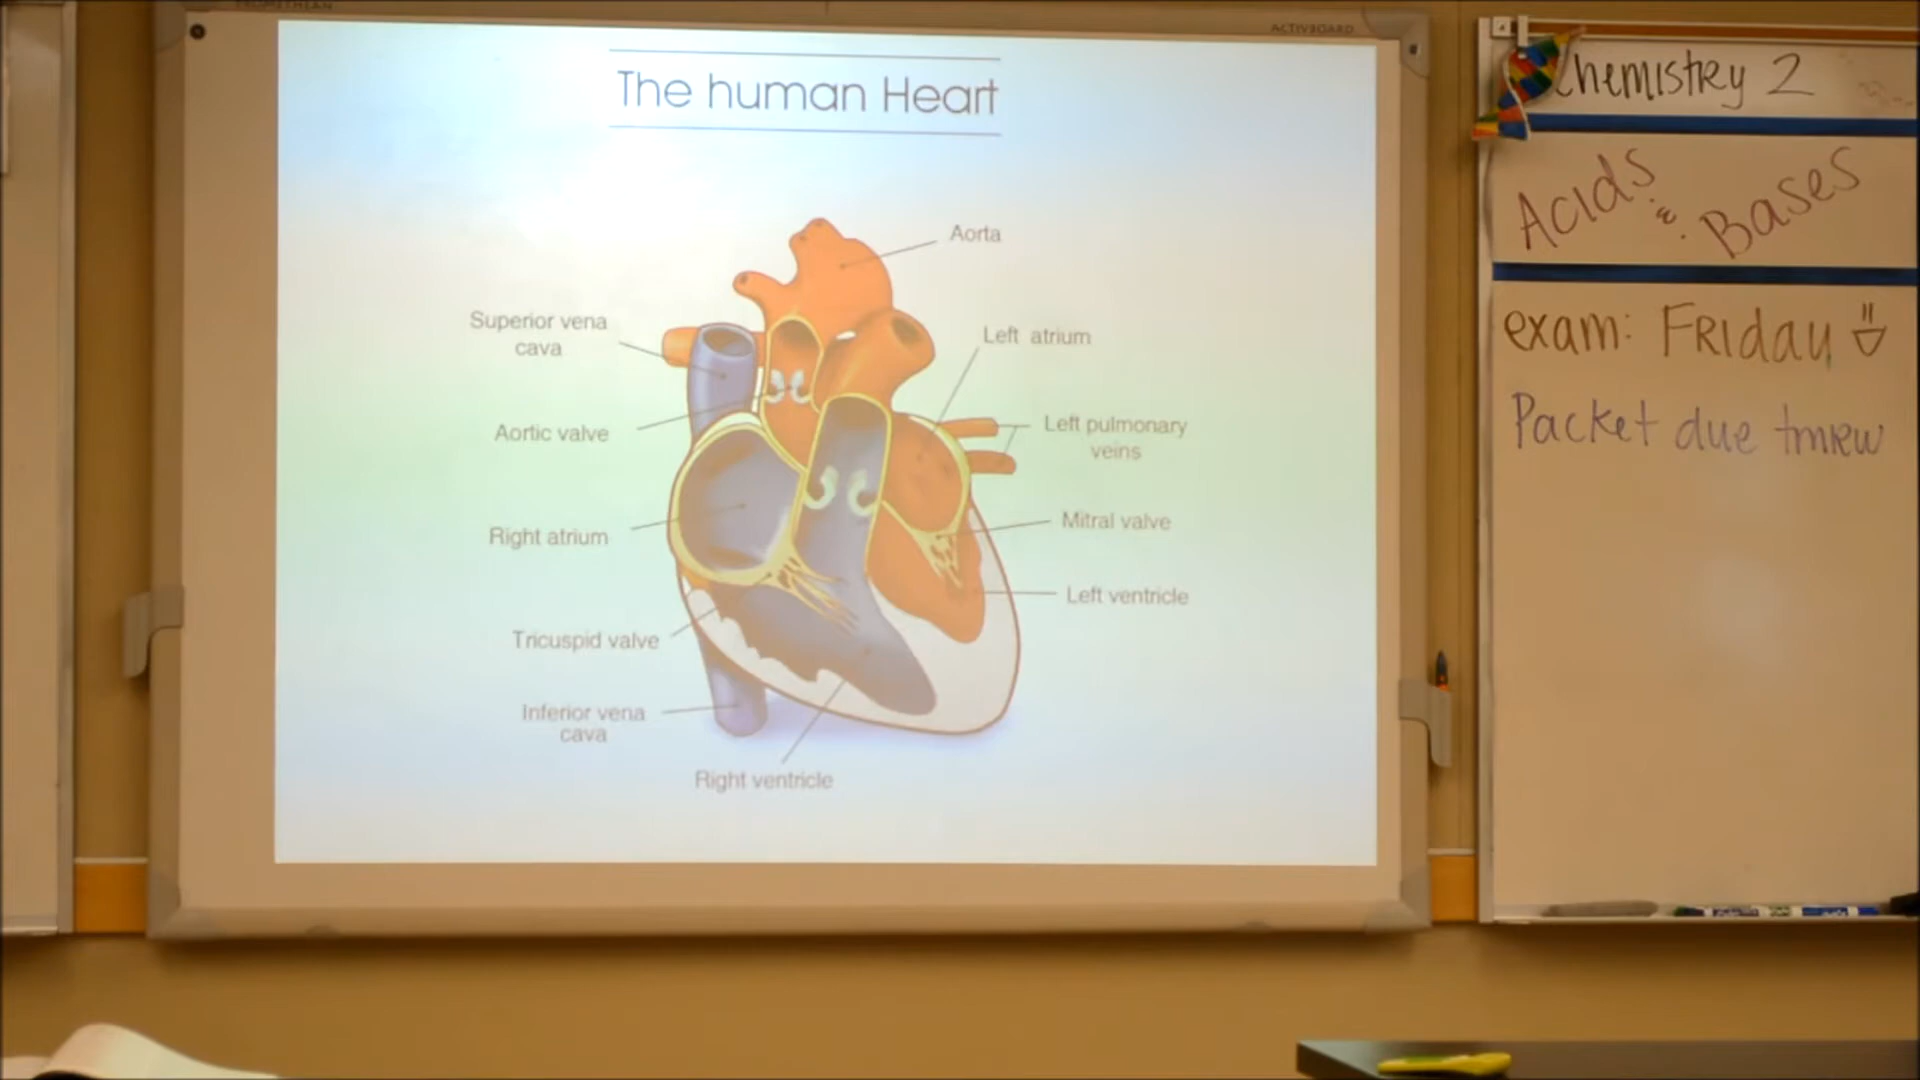 PROMETHEAN
ACTIVBOARD
The human Heart
Aorta
Superior vena
cava
Left atrium
Aortic valve
Left pulmonary
veins
Right atrium
Mitral valve
Left ventricle
Tricuspid valve
Inferior vena
cava
Right ventricle
Chemistry 2
Acids & Bases
exam: Friday
Packet due tmrw